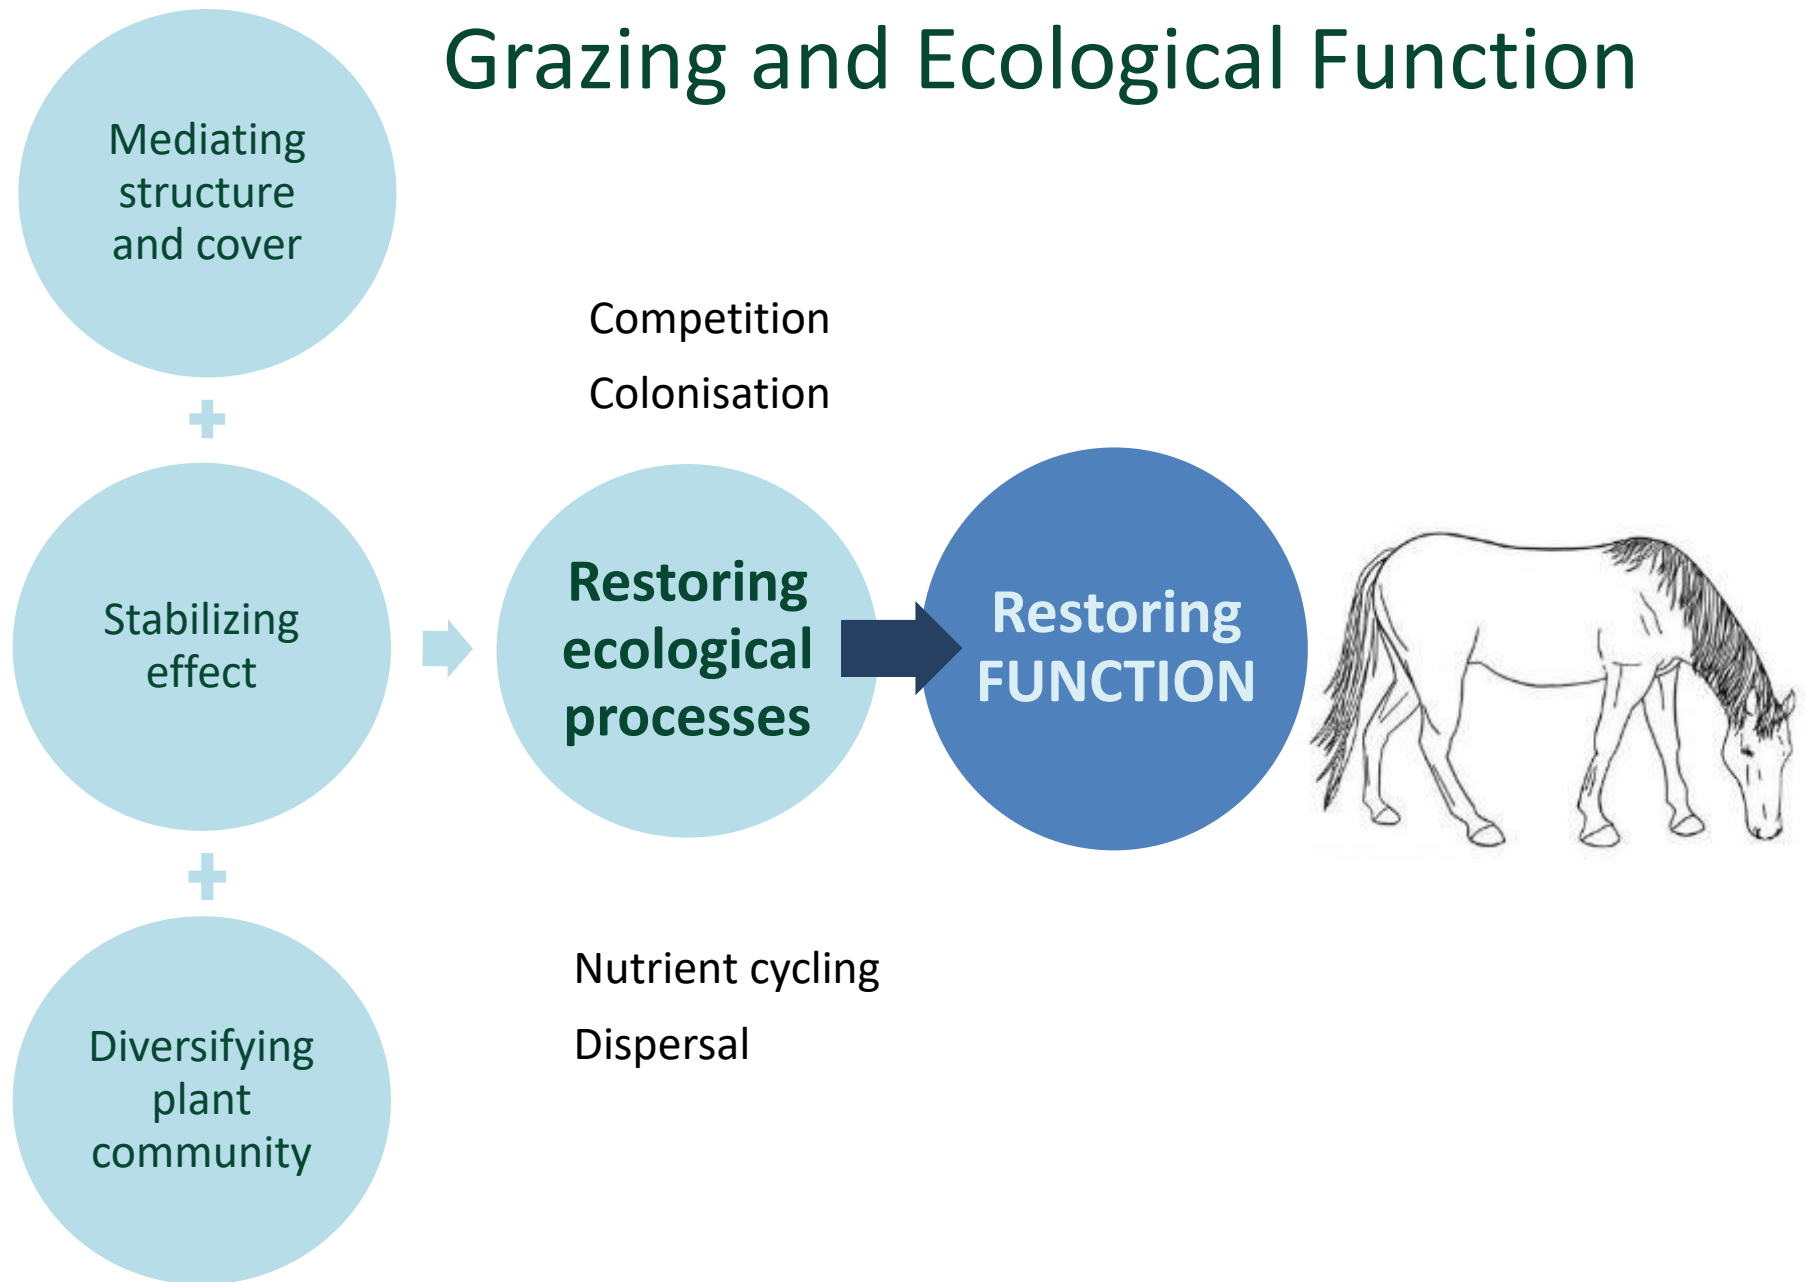 Grazing and Ecological Function
Mediating
structure
and cover
Competition
Colonisation
Stabilizing
effect
Restoring
ecological
processes
Restoring
FUNCTION
Nutrient cycling
Dispersal
Diversifying
plant
community